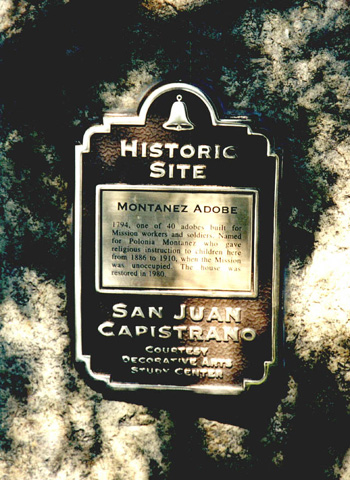 HISTORIC
SITE
MONTANEZ ADOBE
1794, one of 40 adobes built for
Mission workers and soldiers. Named
for Polonia Montanez who gave
religious instruction to children here
from 1886 to 1910, when the Mission
was unoccupied. The house was
restored in 1980.
SAN JUAN
CAPISTRANO
COURTESY
DECORATIVE ARTS
STUDY CENTER